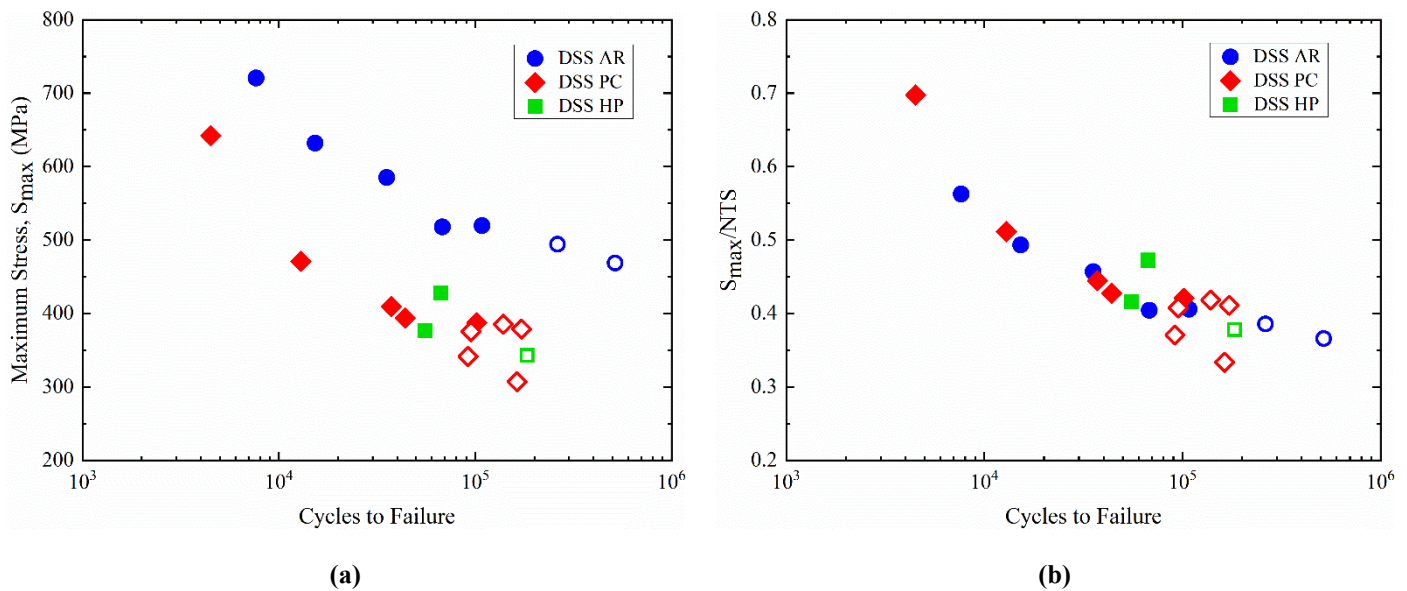 800
700
600
500
400
300
200
Maximum Stress, Smax (MPa)
DSS AR
DSS PC
DSS HP
10³
10⁴
10⁵
10⁶
Cycles to Failure
(a)
0.8
0.7
0.6
0.5
0.4
0.3
0.2
Smax/NTS
DSS AR
DSS PC
DSS HP
10³
10⁴
10⁵
10⁶
Cycles to Failure
(b)